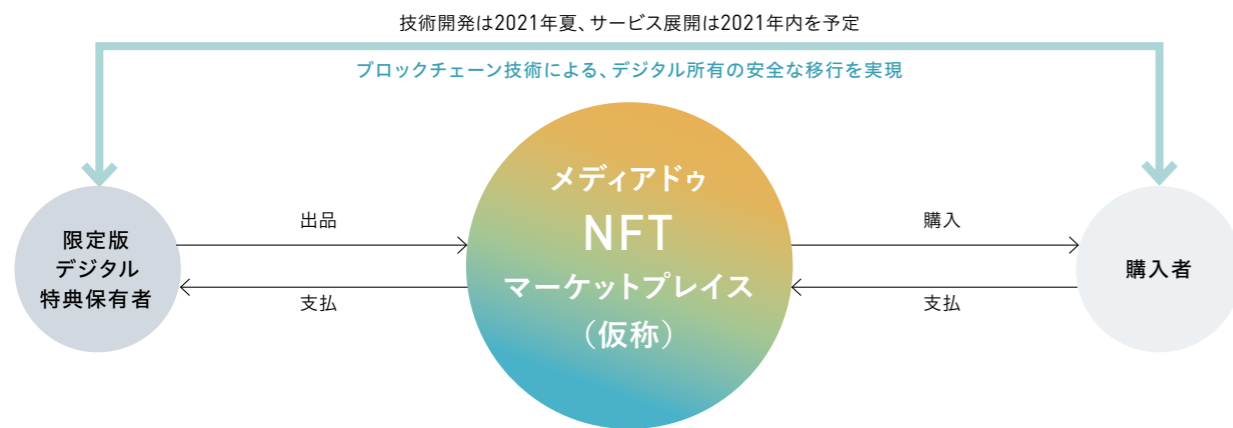 技術開発は2021年夏、サービス展開は2021年内を予定
ブロックチェーン技術による、デジタル所有の安全な移行を実現
限定版
デジタル
特典保有者
出品
支払
メディアドゥ
NFT
マーケットプレイス
（仮称）
購入
支払
購入者